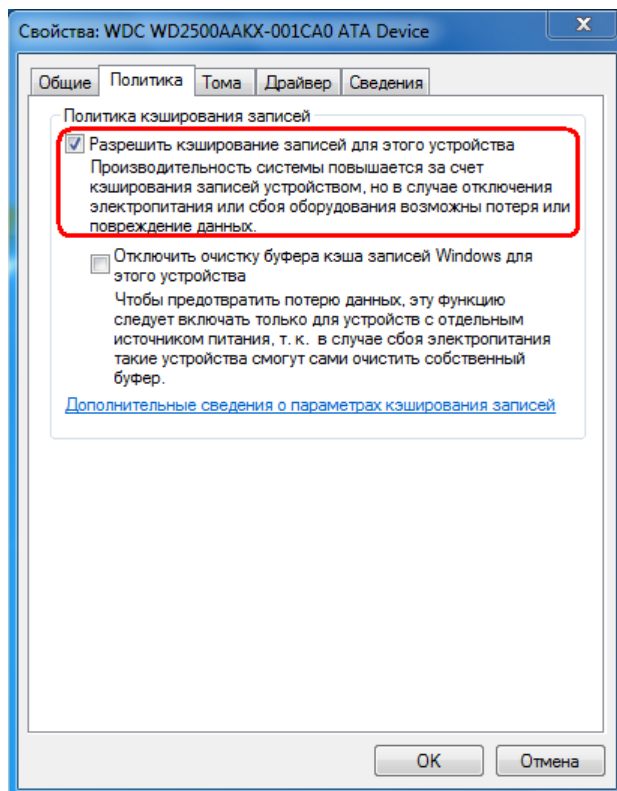 Свойства: WDC WD2500AAKX-001CA0 ATA Device
Общие Политика Тома Драйвер Сведения
Политика кэширования записей
Разрешить кэширование записей для этого устройства
Производительность системы повышается за счет
кэширования записей устройством, но в случае отключения
электропитания или сбоя оборудования возможны потеря или
повреждение данных.
Отключить очистку буфера кэша записей Windows для
этого устройства
Чтобы предотвратить потерю данных, эту функцию
следует включать только для устройств с отдельным
источником питания, т. к. в случае сбоя электропитания
такие устройства смогут сами очистить собственный
буфер.
Дополнительные сведения о параметрах кэширования записей
OK Отмена